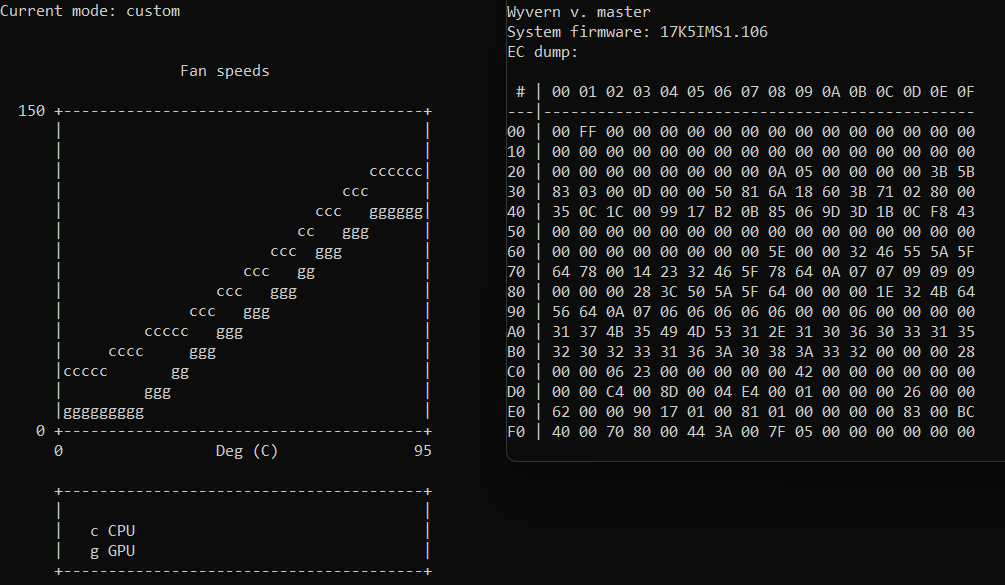 Current mode: custom
Fan speeds
150 +----------------------------------------+
|                                        |
|                                        |
|                                  cccccc|
|                               ccc      |
|                            ccc   gggggg|
|                          cc   ggg      |
|                       ccc  ggg         |
|                    ccc   gg            |
|                 ccc   ggg              |
|              ccc   ggg                 |
|         ccccc   ggg                    |
|     cccc     ggg                       |
|ccccc       gg                          |
|         ggg                            |
|ggggggggg                               |
0 +----------------------------------------+
0 Deg (C) 95
+----------------------------------------+
|                                        |
|   c CPU                                |
|   g GPU                                |
+----------------------------------------+
Wyvern v. master
System firmware: 17K5IMS1.106
EC dump:
# | 00 01 02 03 04 05 06 07 08 09 0A 0B 0C 0D 0E 0F
---|------------------------------------------------
00 | 00 FF 00 00 00 00 00 00 00 00 00 00 00 00 00 00
10 | 00 00 00 00 00 00 00 00 00 00 00 00 00 00 00 00
20 | 00 00 00 00 00 00 00 00 0A 05 00 00 00 00 3B 5B
30 | 83 03 00 0D 00 00 50 81 6A 18 60 3B 71 02 80 00
40 | 35 0C 1C 00 99 17 B2 0B 85 06 9D 3D 1B 0C F8 43
50 | 00 00 00 00 00 00 00 00 00 00 00 00 00 00 00 00
60 | 00 00 00 00 00 00 00 00 5E 00 00 32 46 55 5A 5F
70 | 64 78 00 14 23 32 46 5F 78 64 0A 07 07 09 09 09
80 | 00 00 00 28 3C 50 5A 5F 64 00 00 00 1E 32 4B 64
90 | 56 64 0A 07 06 06 06 06 06 00 00 06 00 00 00 00
A0 | 31 37 4B 35 49 4D 53 31 2E 31 30 36 30 33 31 35
B0 | 32 30 32 33 31 36 3A 30 38 3A 33 32 00 00 00 28
C0 | 00 00 06 23 00 00 00 00 00 42 00 00 00 00 00 00
D0 | 00 00 C4 00 8D 00 04 E4 00 01 00 00 00 26 00 00
E0 | 62 00 00 90 17 01 00 81 01 00 00 00 00 83 00 BC
F0 | 40 00 70 80 00 44 3A 00 7F 05 00 00 00 00 00 00